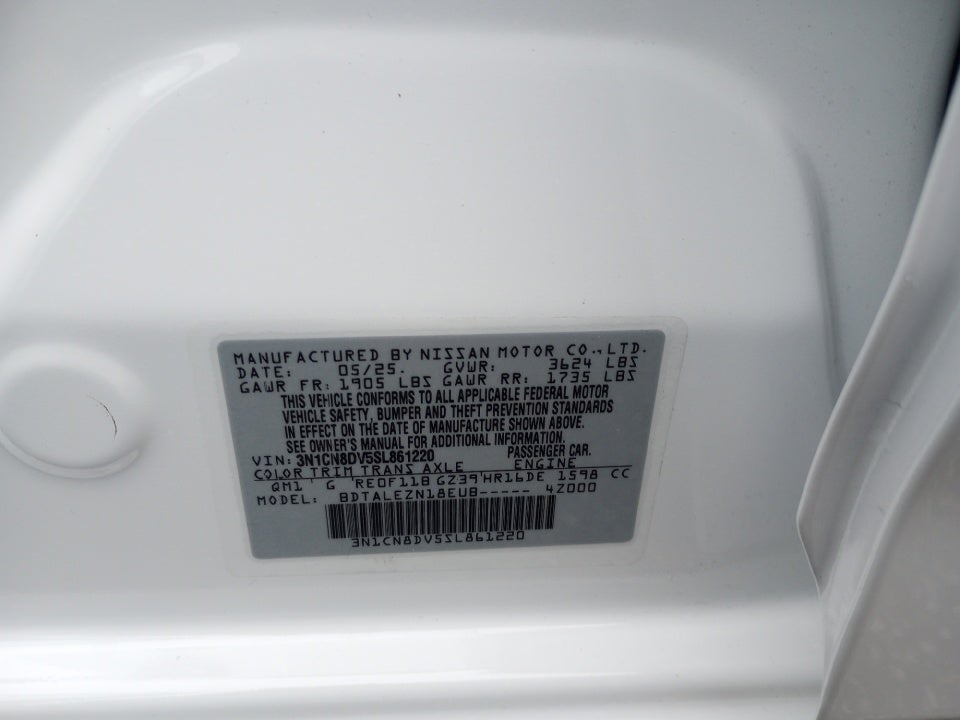 MANUFACTURED BY NISSAN MOTOR CO.,LTD.
DATE: 05/25. GVWR: 3624 LBS
GAWR FR: 1905 LBS GAWR RR: 1735 LBS
THIS VEHICLE CONFORMS TO ALL APPLICABLE FEDERAL MOTOR
VEHICLE SAFETY, BUMPER AND THEFT PREVENTION STANDARDS
IN EFFECT ON THE DATE OF MANUFACTURE SHOWN ABOVE.
SEE OWNER'S MANUAL FOR ADDITIONAL INFORMATION.
VIN: 3N1CN8DV5SL861220 PASSENGER CAR.
COLOR TRIM TRANS AXLE ENGINE
QM1 ' G 'RE0F11B GZ39'HR16DE 1598 CC
MODEL: BDTALEZN18EUB----- 4Z000
3N1CN8DV5SL861220